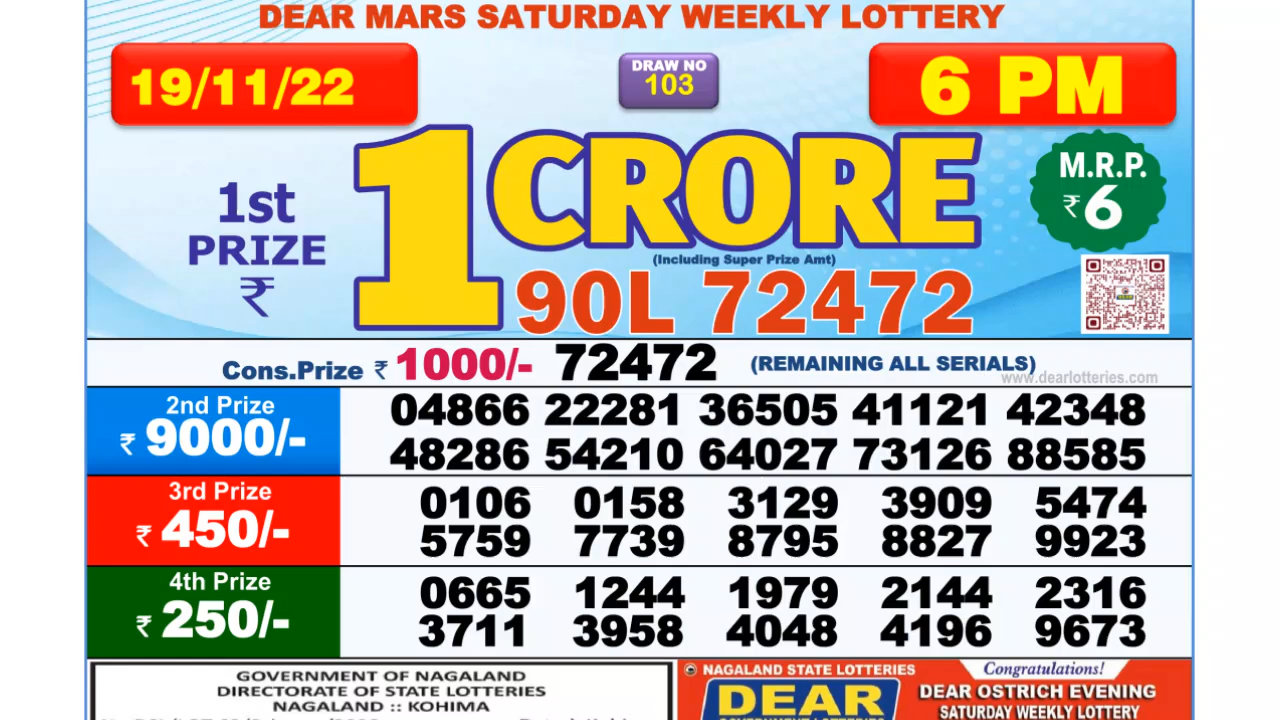 DEAR MARS SATURDAY WEEKLY LOTTERY
19/11/22
DRAW NO
103
6 PM
1st
PRIZE
₹
1 CRORE
(Including Super Prize Amt)
90L 72472
M.R.P.
₹ 6
Cons.Prize ₹ 1000/- 72472 (REMAINING ALL SERIALS)
www.dearlotteries.com
2nd Prize
₹ 9000/-
04866 22281 36505 41121 42348
48286 54210 64027 73126 88585
3rd Prize
₹ 450/-
0106 0158 3129 3909 5474
5759 7739 8795 8827 9923
4th Prize
₹ 250/-
0665 1244 1979 2144 2316
3711 3958 4048 4196 9673
GOVERNMENT OF NAGALAND
DIRECTORATE OF STATE LOTTERIES
NAGALAND :: KOHIMA
NAGALAND STATE LOTTERIES
DEAR
Congratulations!
DEAR OSTRICH EVENING
SATURDAY WEEKLY LOTTERY